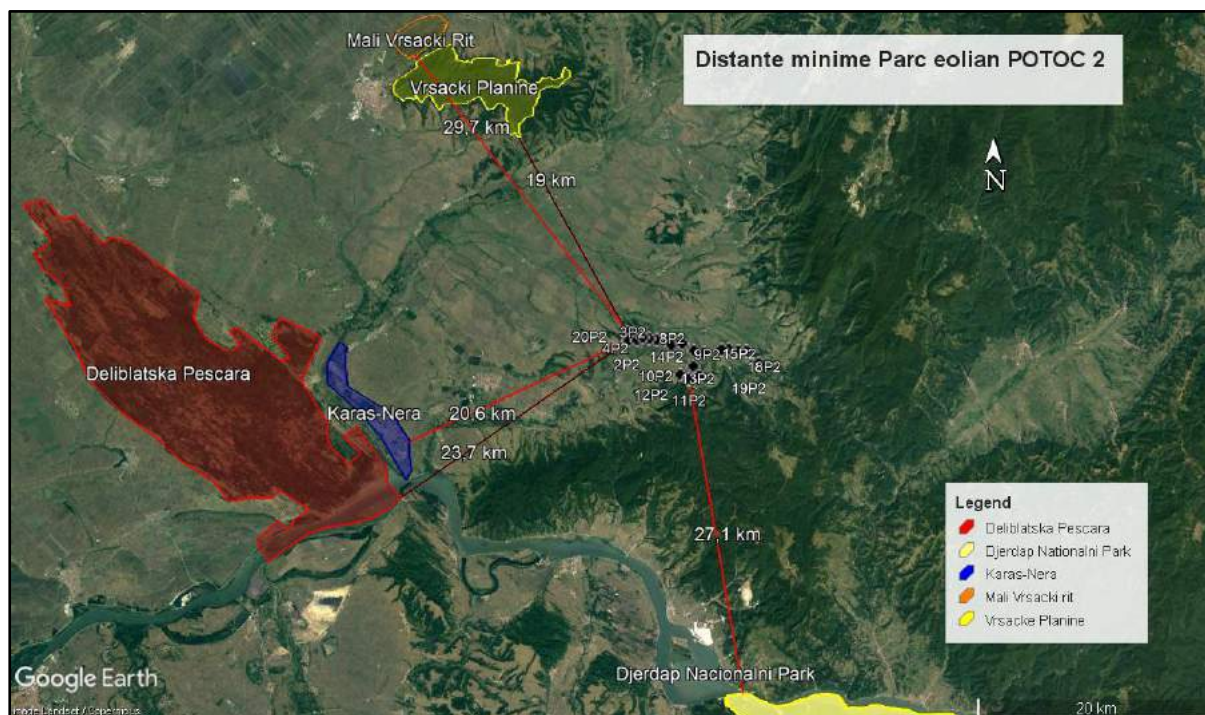 Mali Vrsacki Rit
Distante minime Parc eolian POTOC 2
Vrsacki Planine
29,7 km
19 km
N
Deliblatska Pescara
Karas-Nera
20,6 km
23,7 km
20P2
3P2
8P2
4P2
2P2
14P2
9P2
15P2
18P2
10P2
13P2
12P2
11P2
19P2
27,1 km
Legend
Deliblatska Pescara
Djerdap Nationalni Park
Karas-Nera
Mali Vrsacki rit
Vrsacke Planine
Djerdap Nacionalni Park
Google Earth
Image Landsat / Copernicus
20 km